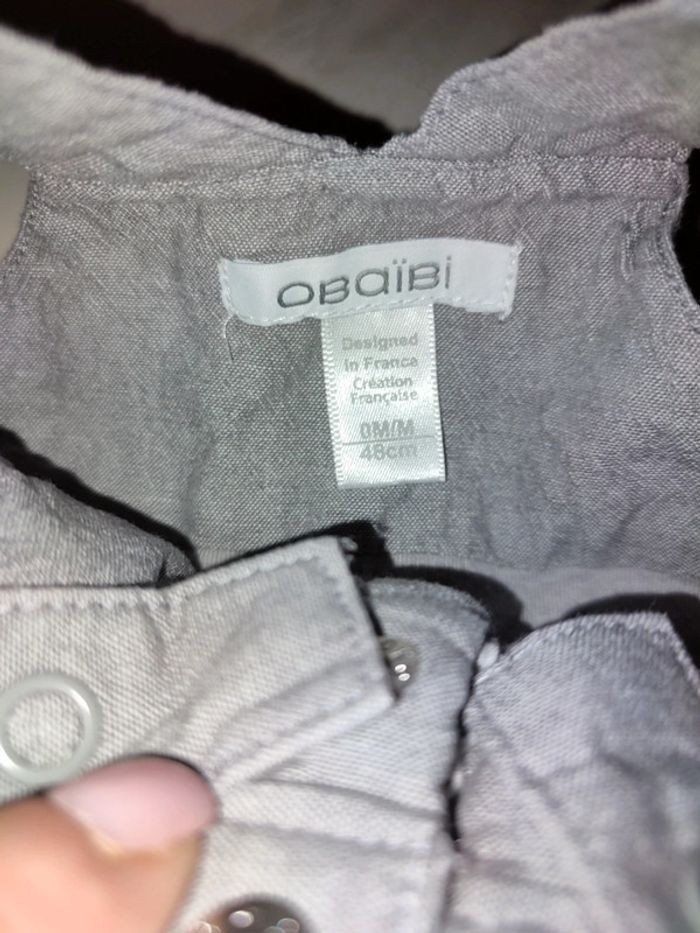 OBaïBi
Designed
in France
Création
Française
0M/M
48cm